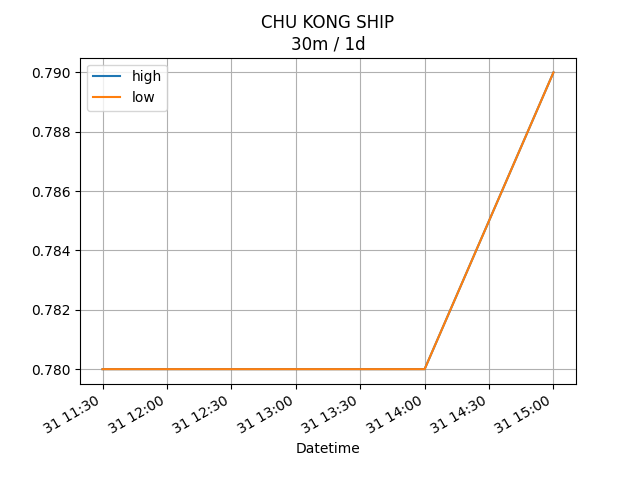 CHU KONG SHIP
30m / 1d
high
low
0.790
0.788
0.786
0.784
0.782
0.780
31 11:30
31 12:00
31 12:30
31 13:00
31 13:30
31 14:00
31 14:30
31 15:00
Datetime